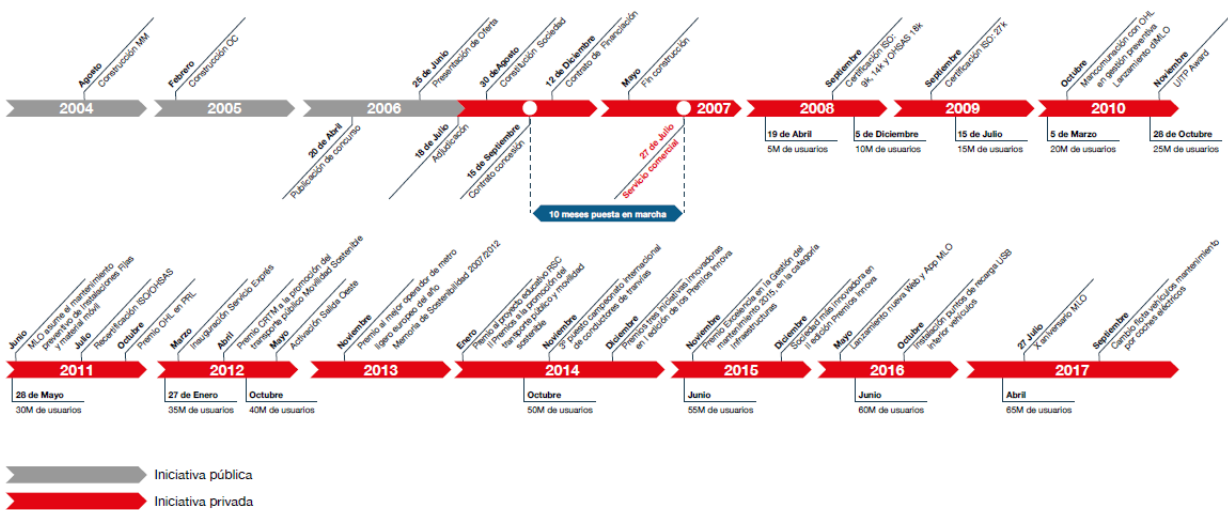 Agosto
Construcción MM
Febrero
Construcción OC
25 de Junio
Presentación de Oferta
30 de Agosto
Constitución Sociedad
12 de Diciembre
Contrato de Financiación
Mayo
Fin construcción
Septiembre
Certificación ISO:
9k, 14k y OHSAS 18k
Septiembre
Certificación ISO: 27k
Octubre
Mancomunación con OHL
en gestión preventiva
Lanzamiento d!MLO
Noviembre
UITP Award
2004
2005
2006
2007
2008
2009
2010
20 de Abril
Publicación de concurso
18 de Julio
Adjudicación
15 de Septiembre
Contrato concesión
27 de Julio
Servicio comercial
19 de Abril
5M de usuarios
5 de Diciembre
10M de usuarios
15 de Julio
15M de usuarios
5 de Marzo
20M de usuarios
28 de Octubre
25M de usuarios
10 meses puesta en marcha
Junio
MLO asume el mantenimiento
preventivo de Instalaciones Fijas
y material móvil
Julio
Recertificación ISO/OHSAS
Octubre
Premio OHL en PRL
Marzo
Inauguración Servicio Exprés
Abril
Premio CRTM a la promoción del
transporte público Movilidad Sostenible
Mayo
Activación Salida Oeste
Noviembre
Premio al mejor operador de metro
ligero europeo del año
Memoria de Sostenibilidad 2007/2012
Enero
Premio al proyecto educativo RSC
II Premios a la promoción del
transporte público y movilidad
sostenible
Noviembre
3º puesto campeonato internacional
de conductores de tranvías
Diciembre
Premios tres iniciativas innovadoras
en I edición de los Premios Innova
Noviembre
Premio Excelencia en la Gestión del
mantenimiento 2015, en la categoría
Infraestructuras
Diciembre
Sociedad más innovadora en
II edición Premios Innova
Mayo
Lanzamiento nueva Web y App MLO
Octubre
Instalación puntos de recarga USB
interior vehículos
27 Julio
X aniversario MLO
Septiembre
Cambio flota vehículos mantenimiento
por coches eléctricos
2011
2012
2013
2014
2015
2016
2017
28 de Mayo
30M de usuarios
27 de Enero
35M de usuarios
Octubre
40M de usuarios
Octubre
50M de usuarios
Junio
55M de usuarios
Junio
60M de usuarios
Abril
65M de usuarios
Iniciativa pública
Iniciativa privada